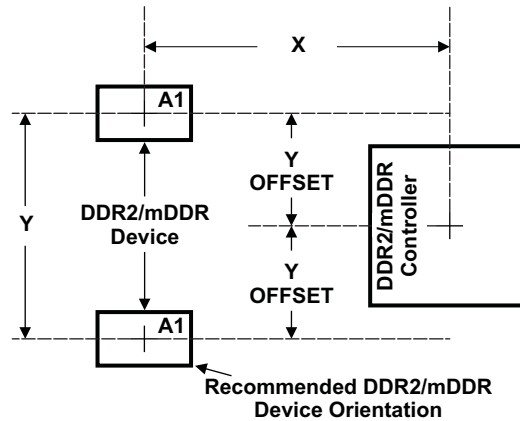 X
A1
Y
OFFSET
Y
DDR2/mDDR
Device
DDR2/mDDR
Controller
Y
OFFSET
A1
Recommended DDR2/mDDR
Device Orientation